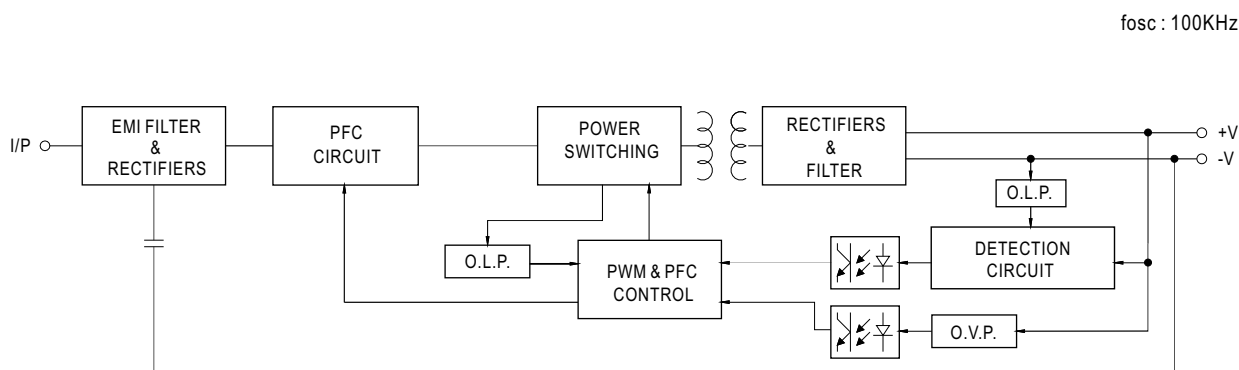 fosc : 100KHz
I/P
EMI FILTER
&
RECTIFIERS
PFC
CIRCUIT
POWER
SWITCHING
RECTIFIERS
&
FILTER
+V
-V
O.L.P.
O.L.P.
PWM & PFC
CONTROL
DETECTION
CIRCUIT
O.V.P.